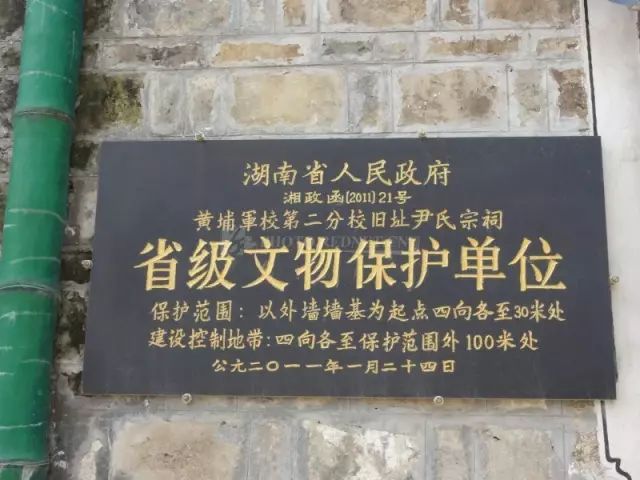 湖南省人民政府
湘政函[2011]21号
黄埔軍校第二分校旧址尹氏宗祠
省级文物保护单位
保护范围：以外墙墙基为起点四向各至30米处
建设控制地带:四向各至保护范围外100米处
公元二〇一一年一月二十四日